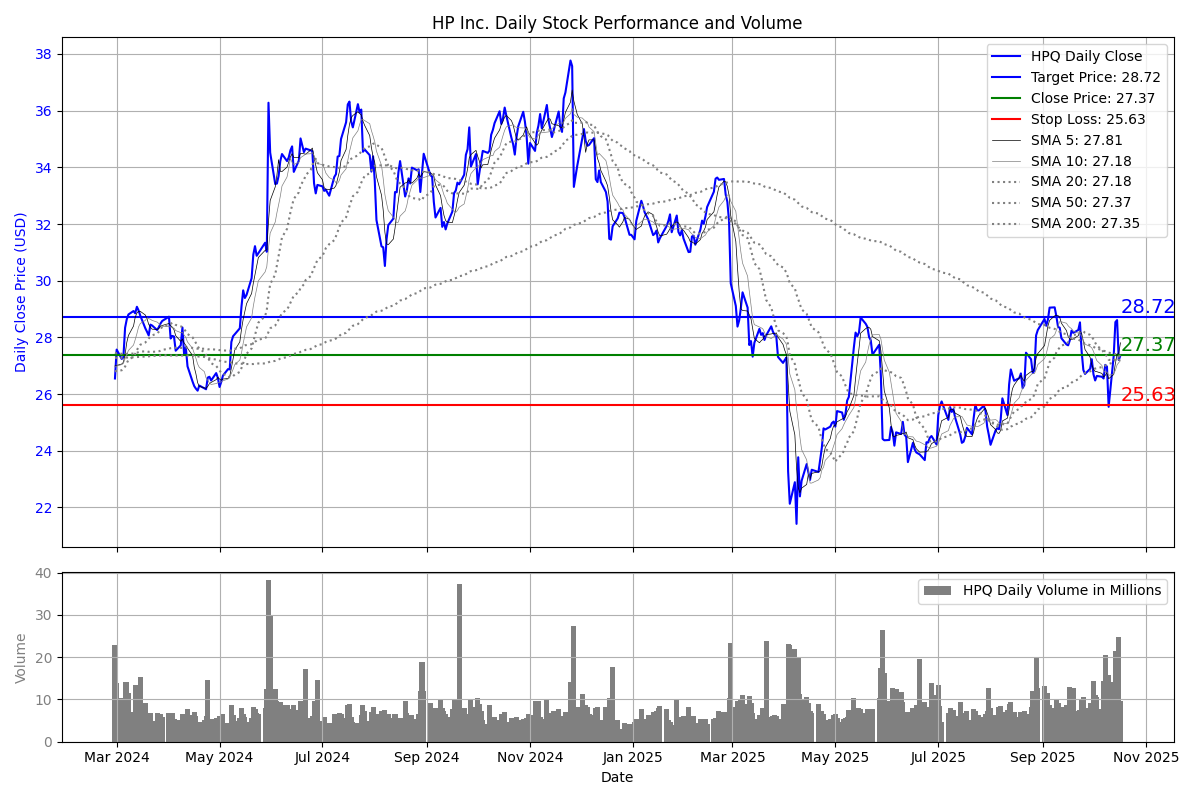 HP Inc. Daily Stock Performance and Volume
Daily Close Price (USD)
38
36
34
32
30
28
26
24
22
HPQ Daily Close
Target Price: 28.72
Close Price: 27.37
Stop Loss: 25.63
SMA 5: 27.81
SMA 10: 27.18
SMA 20: 27.18
SMA 50: 27.37
SMA 200: 27.35
28.72
27.37
25.63
Volume
40
30
20
10
0
HPQ Daily Volume in Millions
Mar 2024
May 2024
Jul 2024
Sep 2024
Nov 2024
Jan 2025
Mar 2025
May 2025
Jul 2025
Sep 2025
Nov 2025
Date